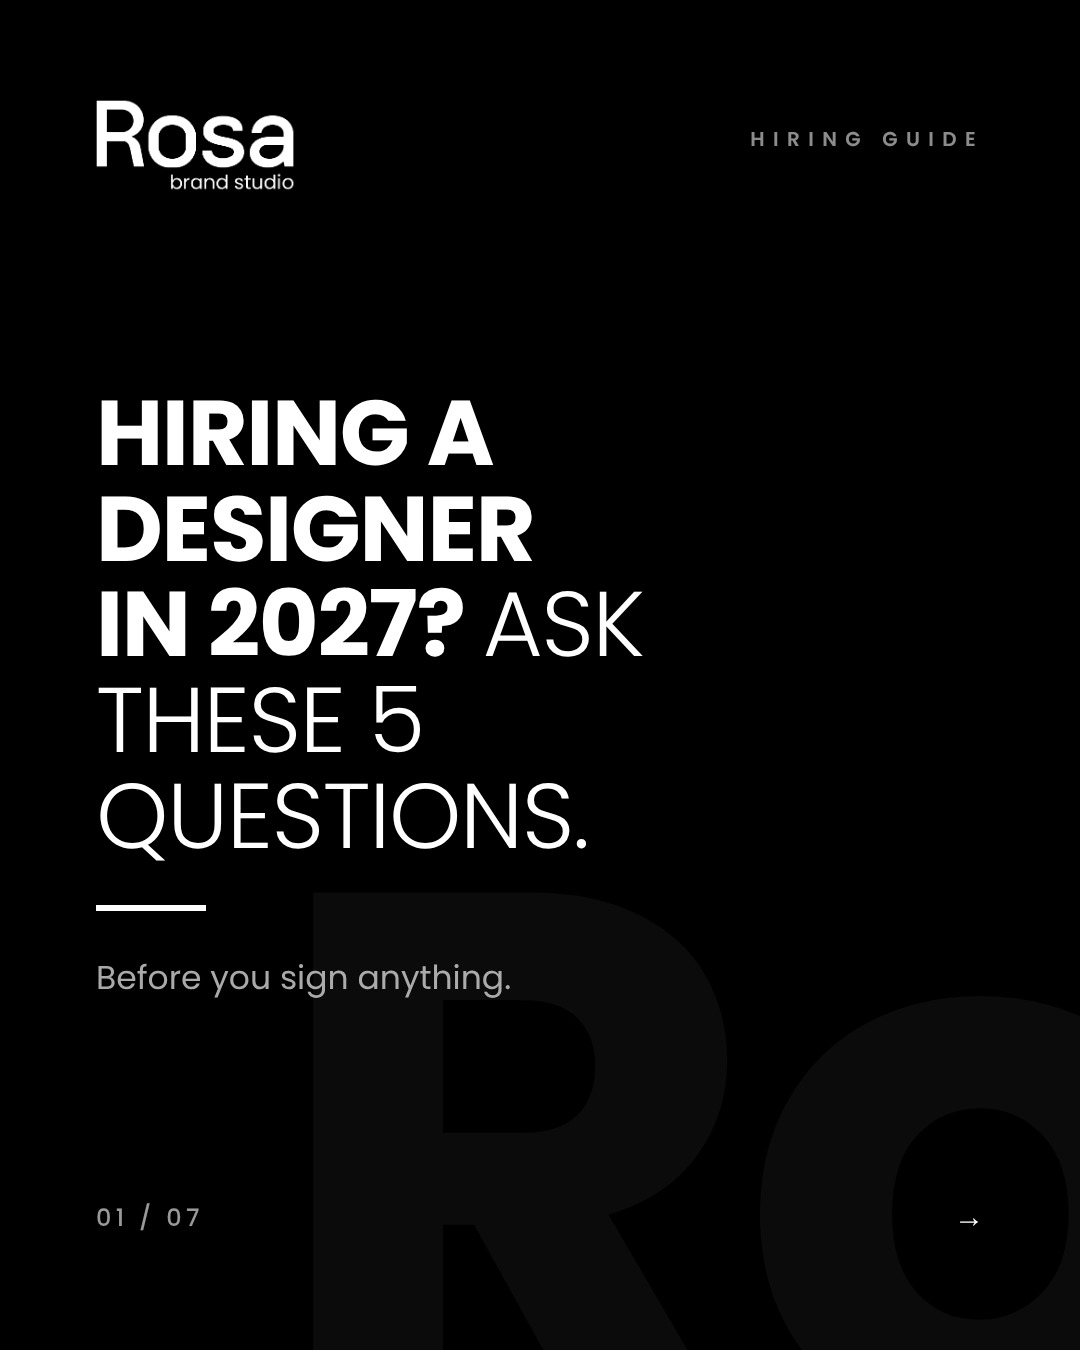 Rosa
brand studio
HIRING GUIDE
HIRING A
DESIGNER
IN 2027? ASK
THESE 5
QUESTIONS.
Before you sign anything.
01 / 07
→
Ro